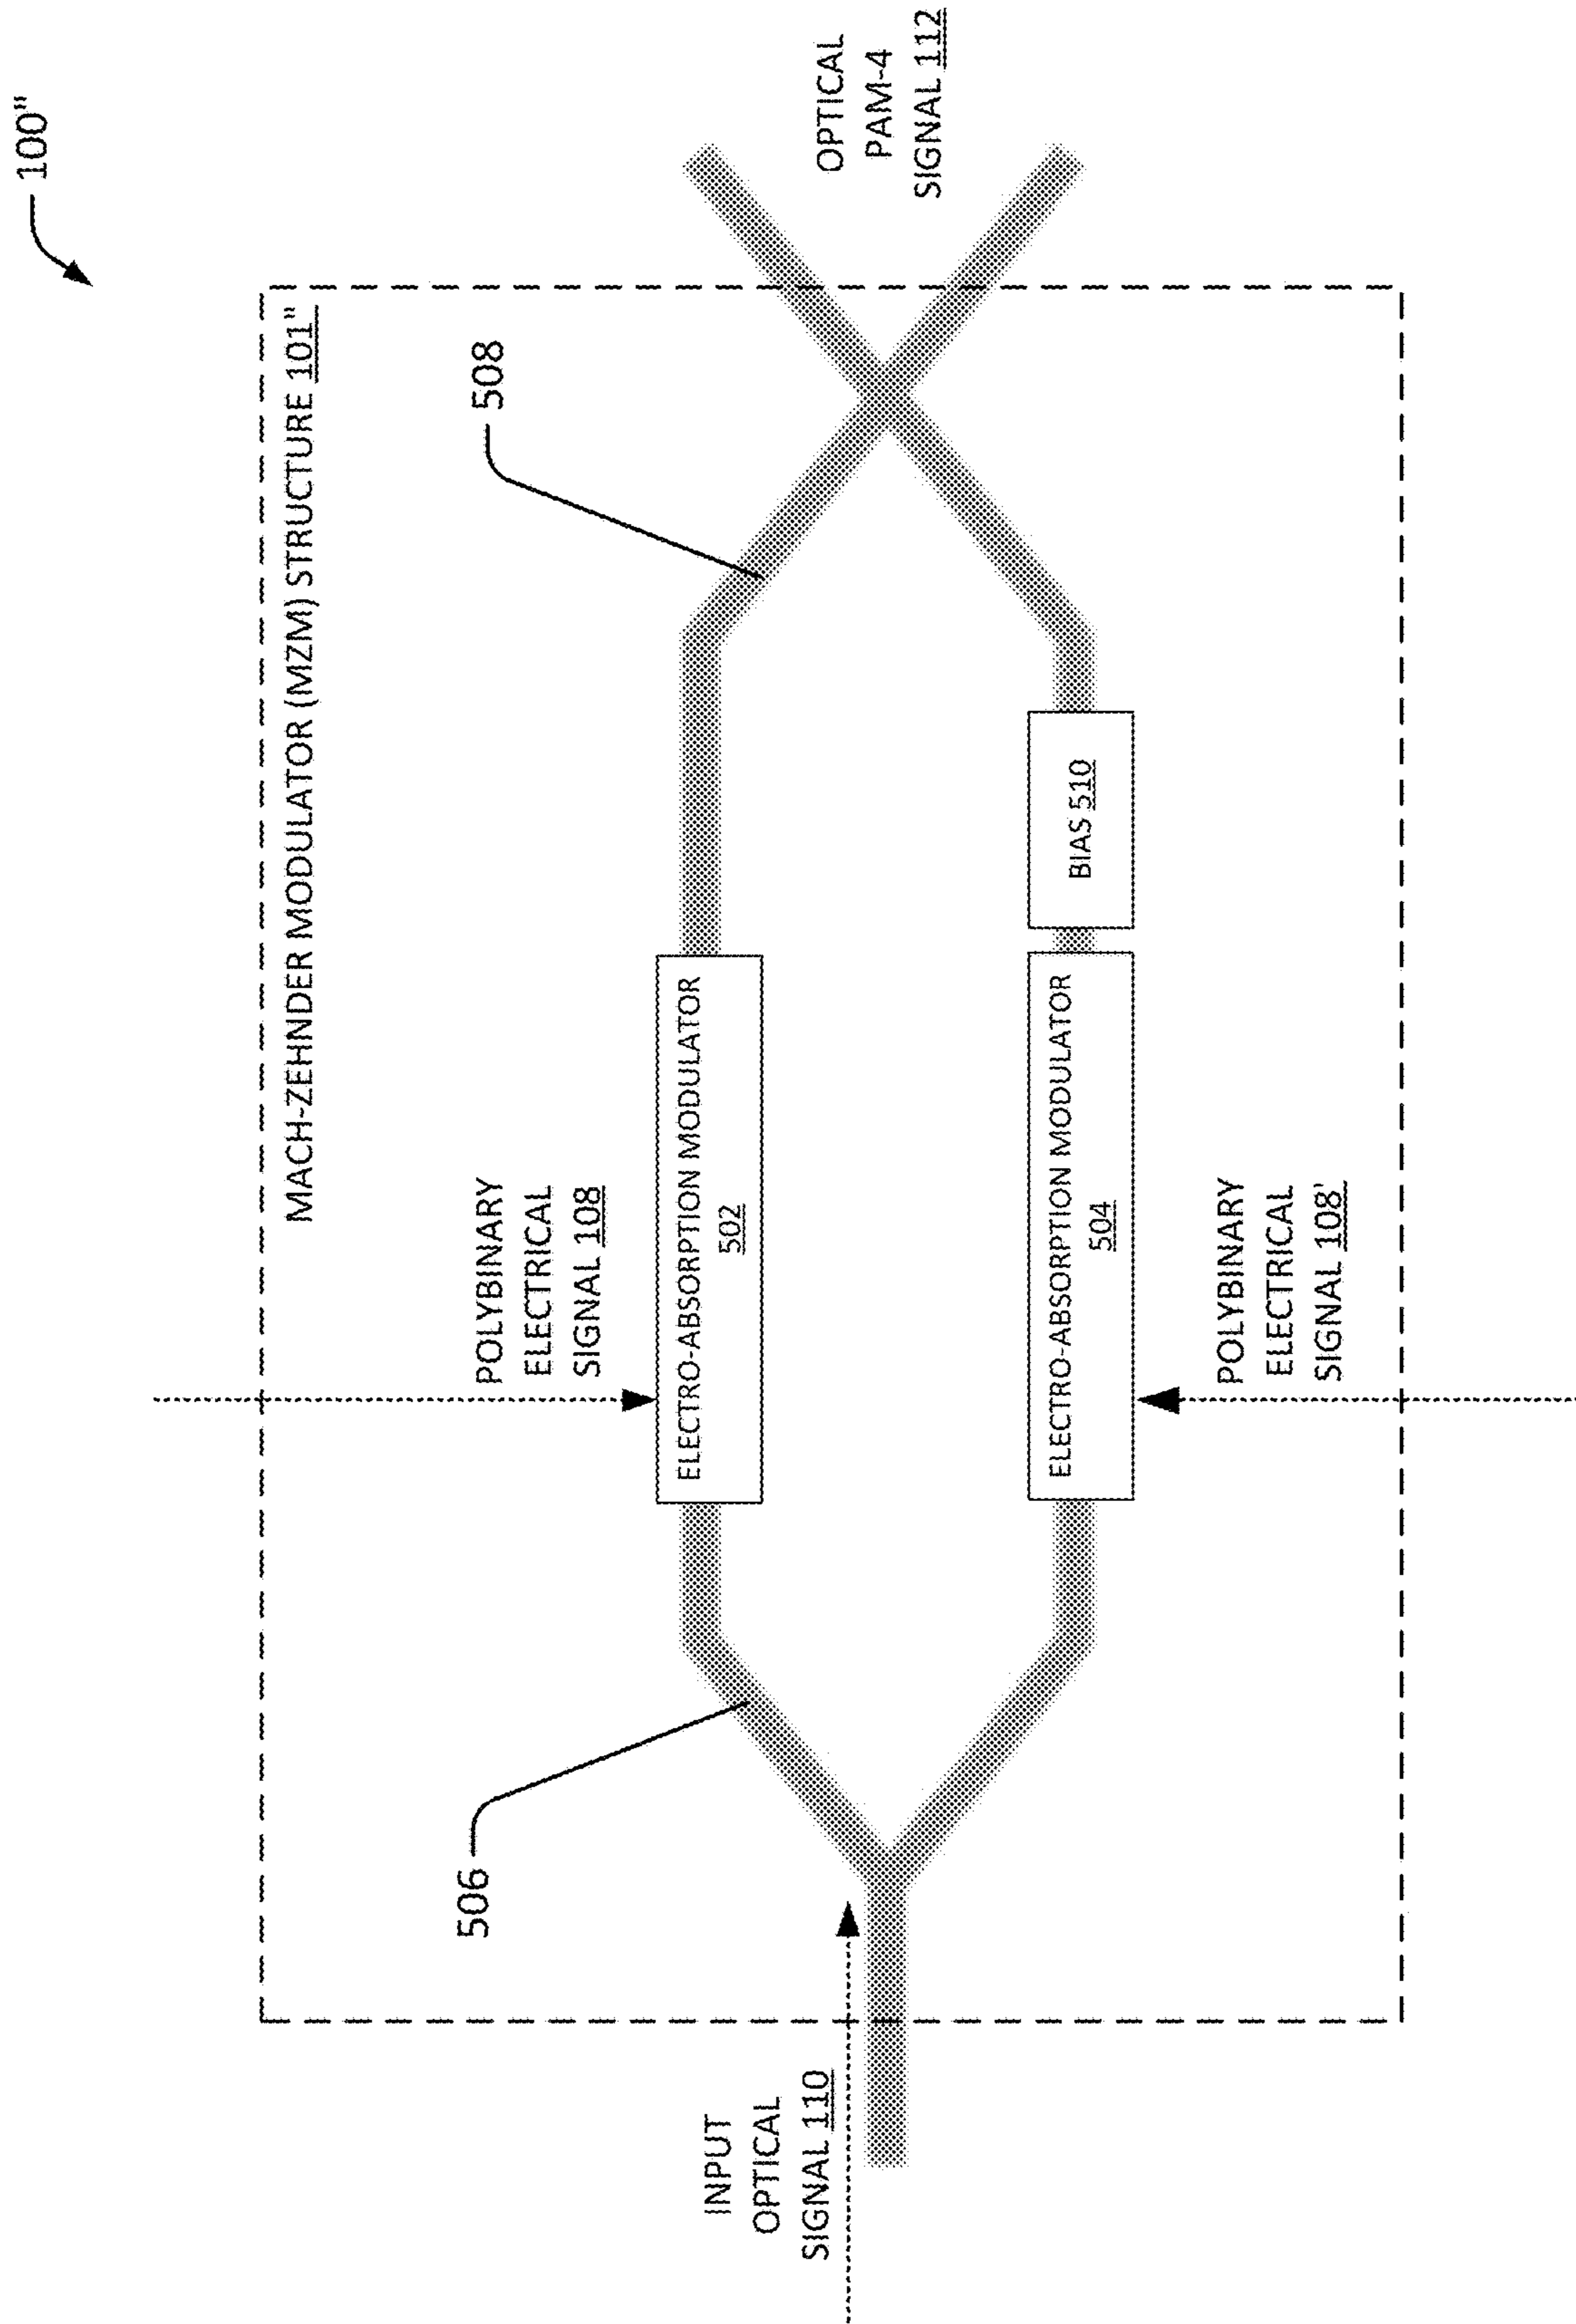 100"
MACH-ZEHNDER MODULATOR (MZM) STRUCTURE 101"
506
508
POLYBINARY
ELECTRICAL
SIGNAL 108
INPUT
OPTICAL
SIGNAL 110
ELECTRO-ABSORPTION MODULATOR
502
OPTICAL
PAM-4
SIGNAL 112
ELECTRO-ABSORPTION MODULATOR
504
BIAS 510
POLYBINARY
ELECTRICAL
SIGNAL 108'